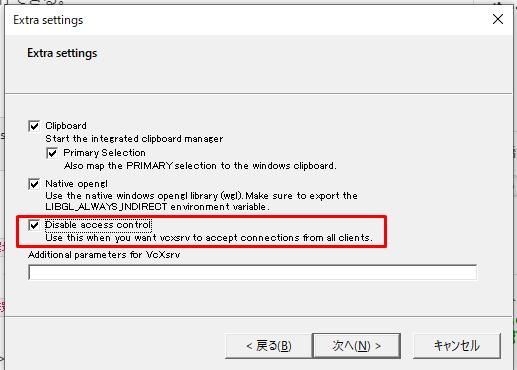 Extra settings
Extra settings
Clipboard
Start the integrated clipboard manager
Primary Selection
Also map the PRIMARY selection to the windows clipboard.
Native opengl
Use the native windows opengl library (wgl). Make sure to export the
LIBGL_ALWAYS_INDIRECT environment variable.
Disable access control
Use this when you want vcxsrv to accept connections from all clients.
Additional parameters for VcXsrv
< 戻る(B) 次へ(N) > キャンセル